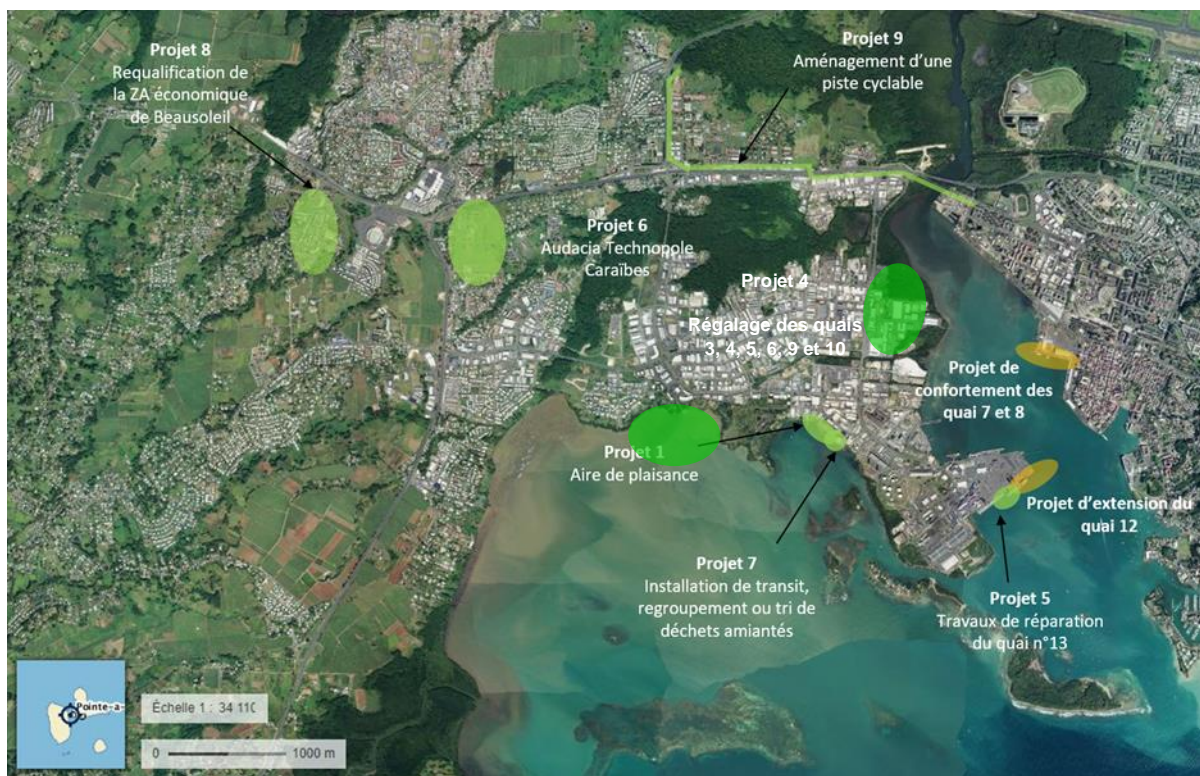 Projet 8
Requalification de
la ZA économique
de Beausoleil
Projet 9
Aménagement d'une
piste cyclable
Projet 6
Audacia Technopole
Caraïbes
Projet 4
Régalage des quais
3, 4, 5, 6, 9 et 10
Projet de
confortement des
quai 7 et 8
Projet 1
Aire de plaisance
Projet d'extension du
quai 12
Projet 7
Installation de transit,
regroupement ou tri de
déchets amiantés
Projet 5
Travaux de réparation
du quai n°13
Pointe-a-
Échelle 1 : 34 110
0 1000 m